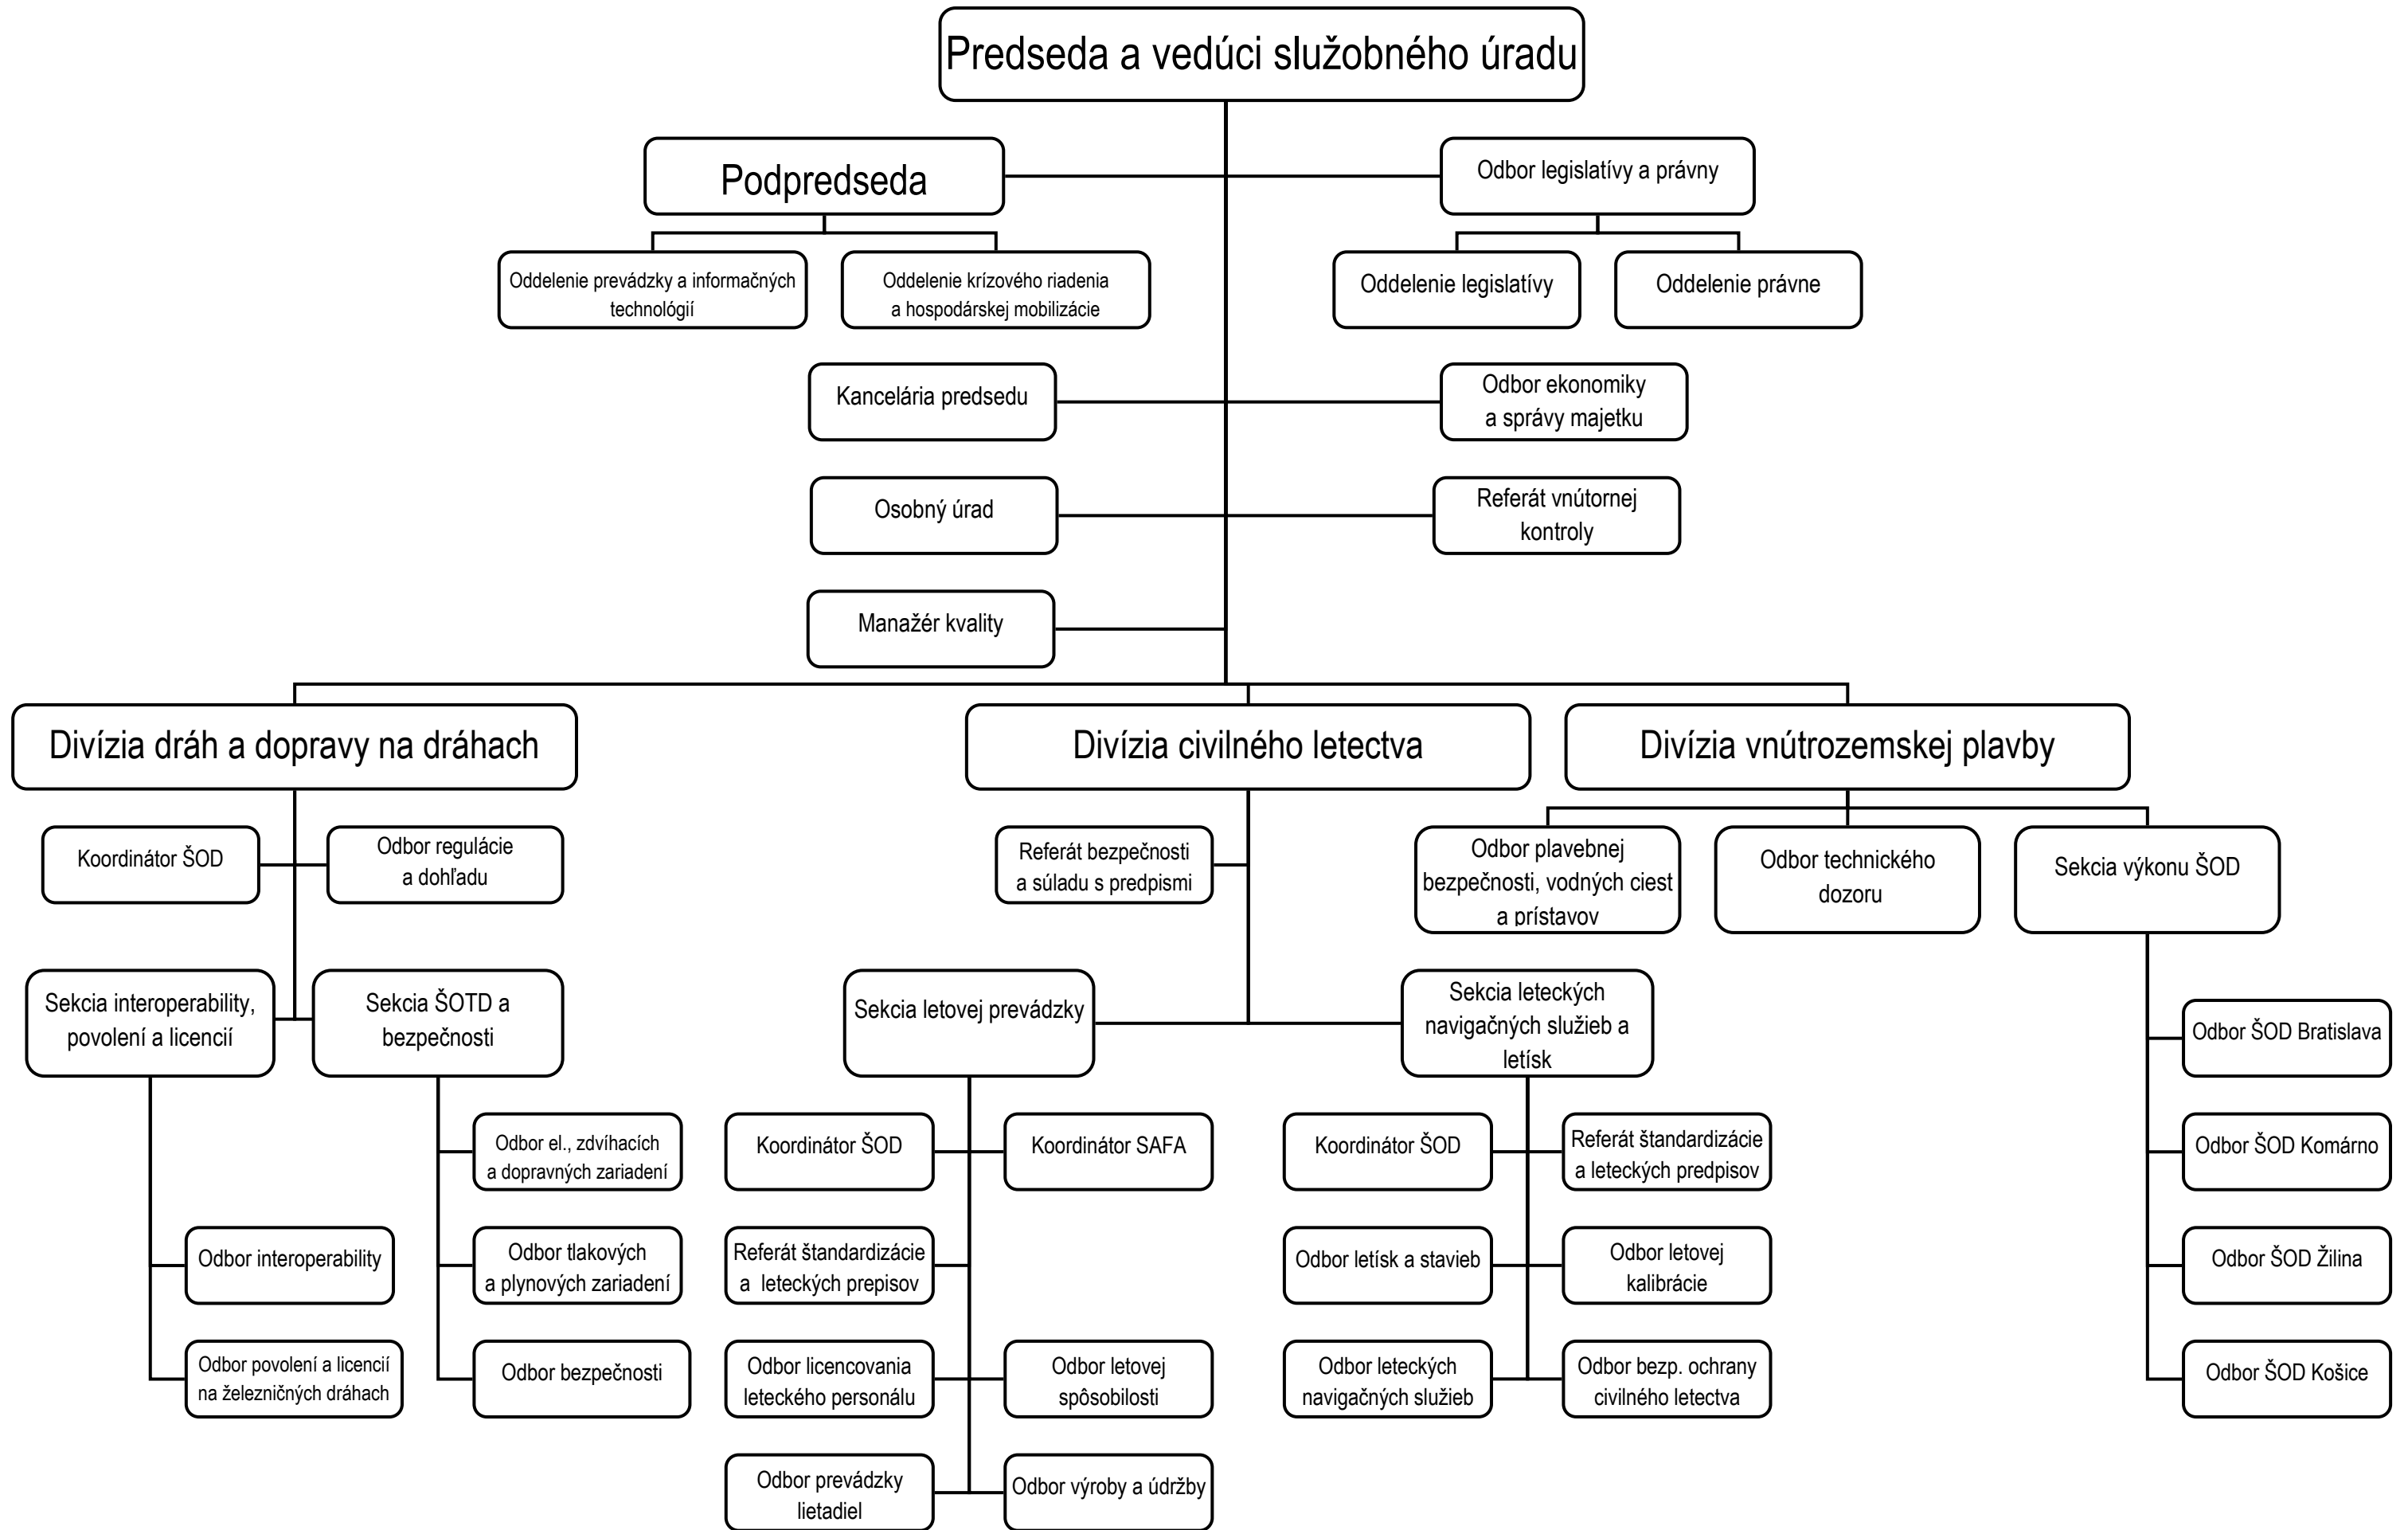 Predseda a vedúci služobného úradu
Podpredseda
Odbor legislatívy a právny
Oddelenie prevádzky a informačných
technológií
Oddelenie krízového riadenia
a hospodárskej mobilizácie
Oddelenie legislatívy
Oddelenie právne
Kancelária predsedu
Odbor ekonomiky
a správy majetku
Osobný úrad
Referát vnútornej
kontroly
Manažér kvality
Divízia dráh a dopravy na dráhach
Divízia civilného letectva
Divízia vnútrozemskej plavby
Koordinátor ŠOD
Odbor regulácie
a dohľadu
Referát bezpečnosti
a súladu s predpismi
Odbor plavebnej
bezpečnosti, vodných ciest
a prístavov
Odbor technického
dozoru
Sekcia výkonu ŠOD
Sekcia interoperability,
povolení a licencií
Sekcia ŠOTD a
bezpečnosti
Sekcia letovej prevádzky
Sekcia leteckých
navigačných služieb a
letísk
Odbor ŠOD Bratislava
Odbor el., zdvíhacích
a dopravných zariadení
Koordinátor ŠOD
Koordinátor SAFA
Koordinátor ŠOD
Referát štandardizácie
a leteckých predpisov
Odbor ŠOD Komárno
Odbor interoperability
Odbor tlakových
a plynových zariadení
Referát štandardizácie
a leteckých prepisov
Odbor letísk a stavieb
Odbor letovej
kalibrácie
Odbor ŠOD Žilina
Odbor povolení a licencií
na železničných dráhach
Odbor bezpečnosti
Odbor licencovania
leteckého personálu
Odbor letovej
spôsobilosti
Odbor leteckých
navigačných služieb
Odbor bezp. ochrany
civilného letectva
Odbor ŠOD Košice
Odbor prevádzky
lietadiel
Odbor výroby a údržby